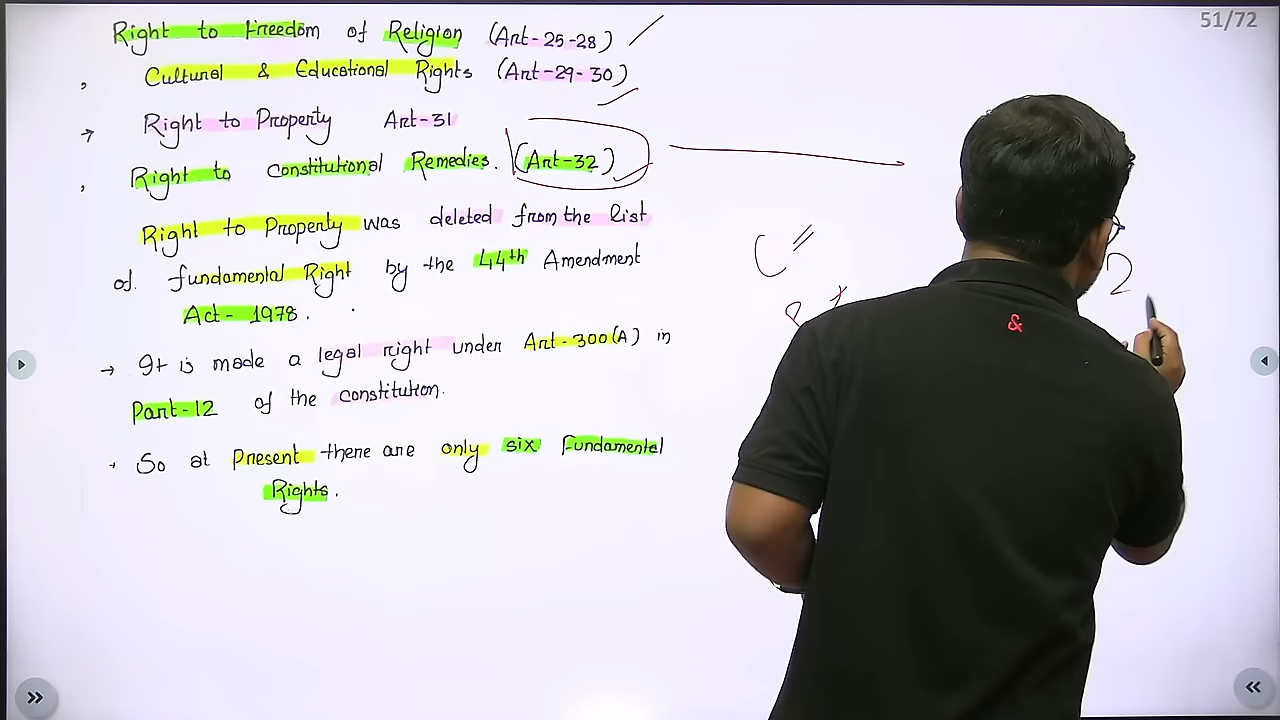 51/72
Right to Freedom of Religion (Art-25-28)
Cultural & Educational Rights (Art-29-30)
→ Right to Property Art-31
Right to constitutional Remedies. (Art-32)
Right to Property was deleted from the list
of fundamental Right by the 44th Amendment
Act-1978.
→ It is made a legal right under Art-300(A) in
Part-12 of the constitution.
So at Present there are only six Fundamental
Rights.
C
2
&